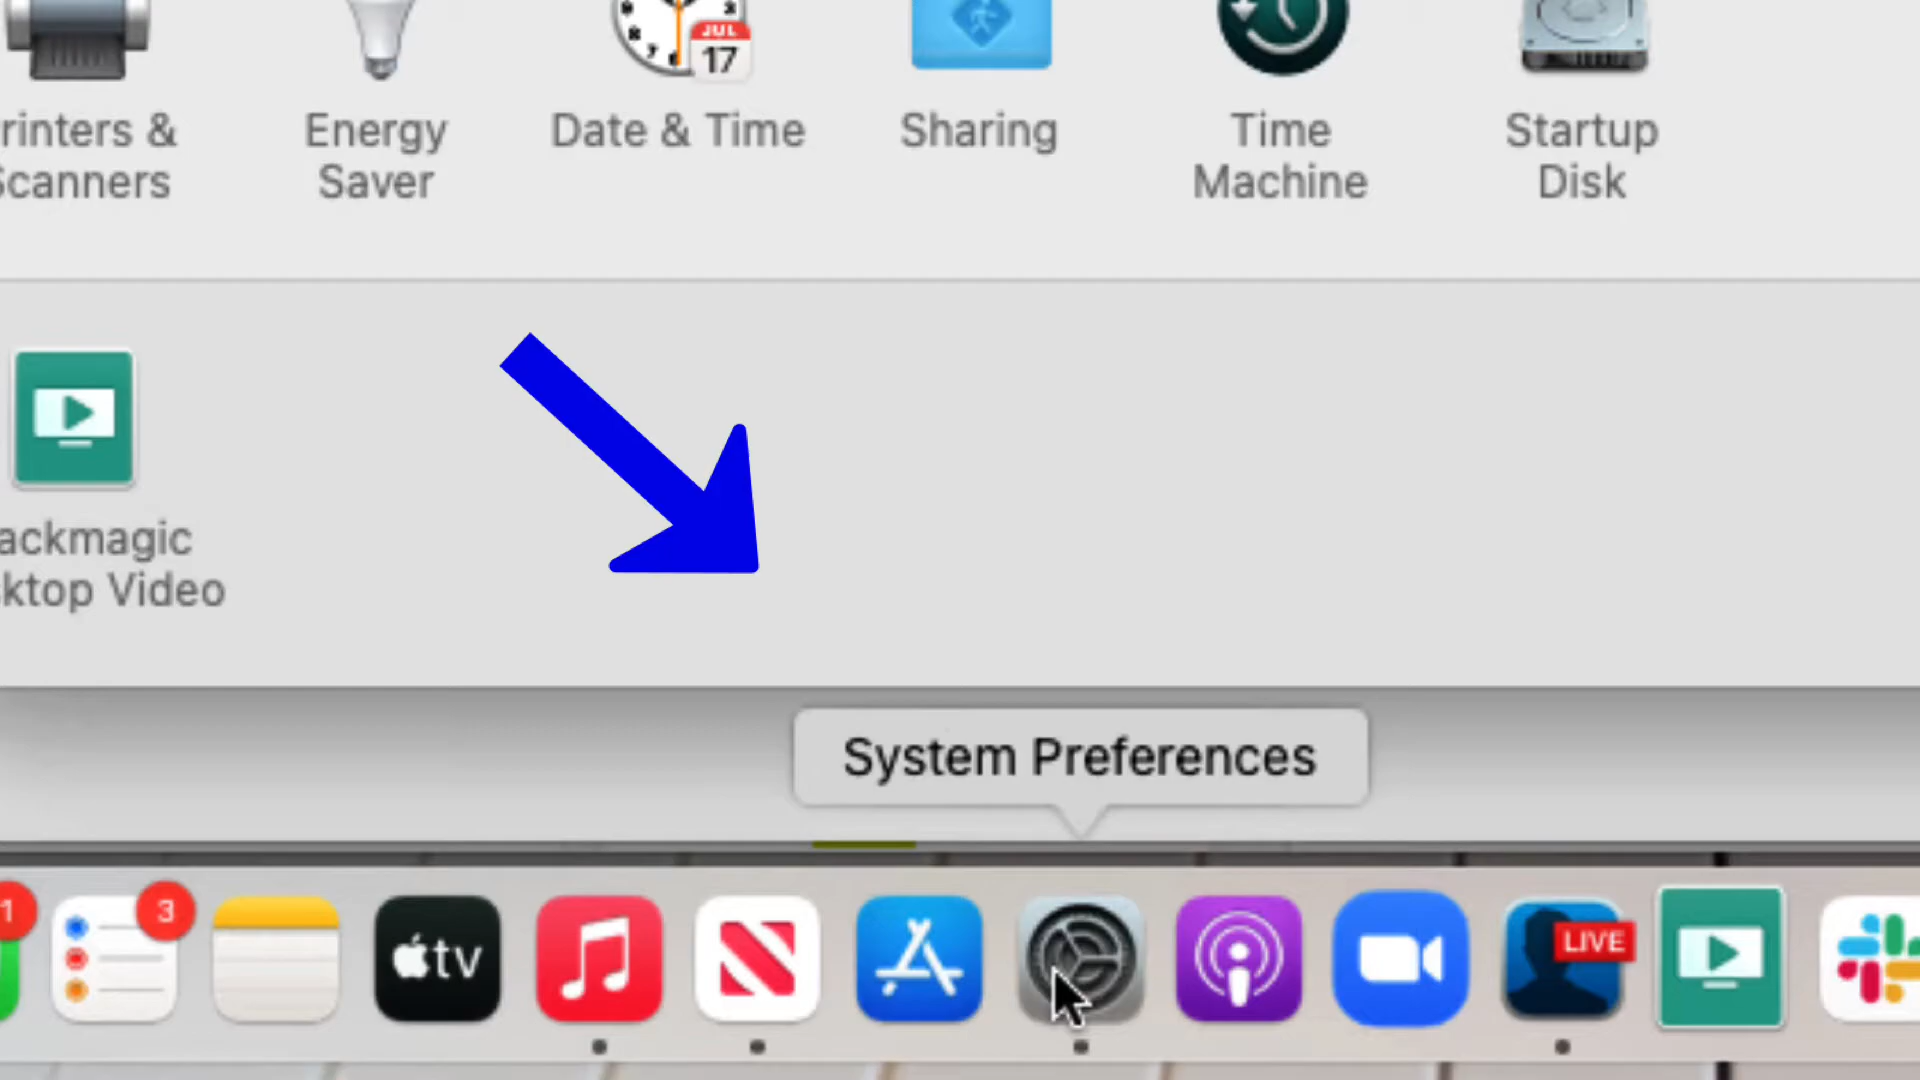 JUL
17
rinters &
Scanners
Energy
Saver
Date & Time
Sharing
Time
Machine
Startup
Disk
ackmagic
sktop Video
System Preferences
1
3
tv
LIVE